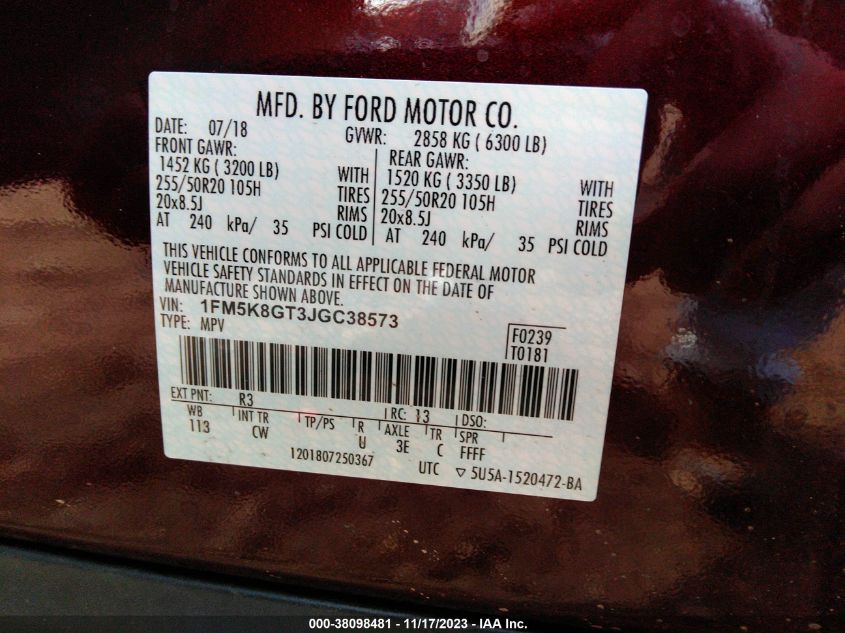 MFD. BY FORD MOTOR CO.
DATE: 07/18 GVWR: 2858 KG ( 6300 LB)
FRONT GAWR: REAR GAWR:
1452 KG ( 3200 LB) WITH 1520 KG ( 3350 LB) WITH
255/50R20 105H TIRES 255/50R20 105H TIRES
20x8.5J RIMS 20x8.5J RIMS
AT 240 kPa/ 35 PSI COLD AT 240 kPa/ 35 PSI COLD
THIS VEHICLE CONFORMS TO ALL APPLICABLE FEDERAL MOTOR
VEHICLE SAFETY STANDARDS IN EFFECT ON THE DATE OF
MANUFACTURE SHOWN ABOVE.
VIN: 1FM5K8GT3JGC38573
TYPE: MPV F0239
T0181
EXT PNT: R3 RC: 13 DSO:
WB INT TR TP/PS R AXLE TR SPR
113 CW U 3E C FFFF
1201807250367 UTC ▽ 5U5A-1520472-BA
000-38098481 - 11/17/2023 - IAA Inc.